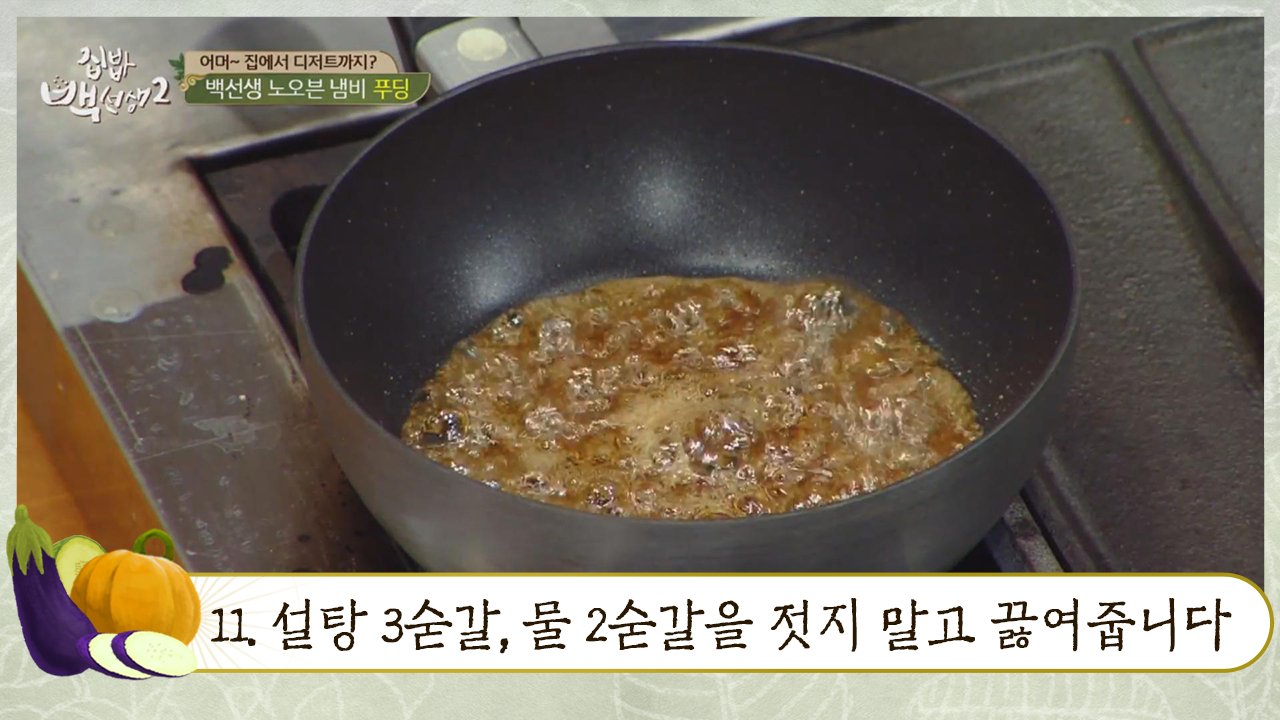 집밥
백선생2
어머~ 집에서 디저트까지?
백선생 노오븐 냄비 푸딩
11. 설탕 3숟갈, 물 2숟갈을 젓지 말고 끓여줍니다